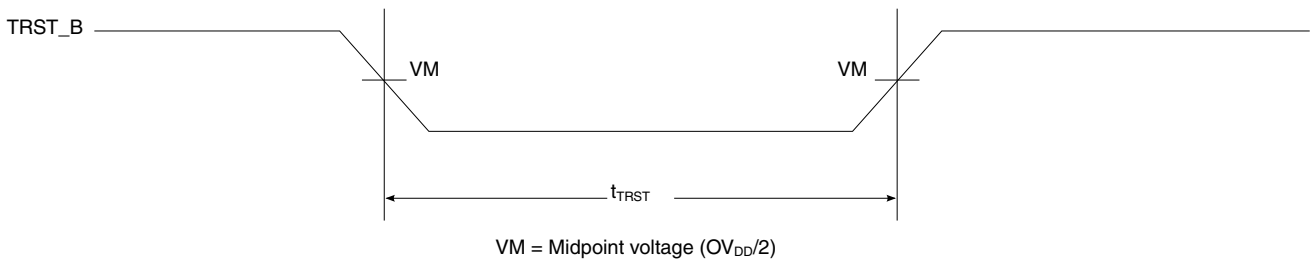 TRST_B
VM VM
tTRST
VM = Midpoint voltage (OVDD/2)